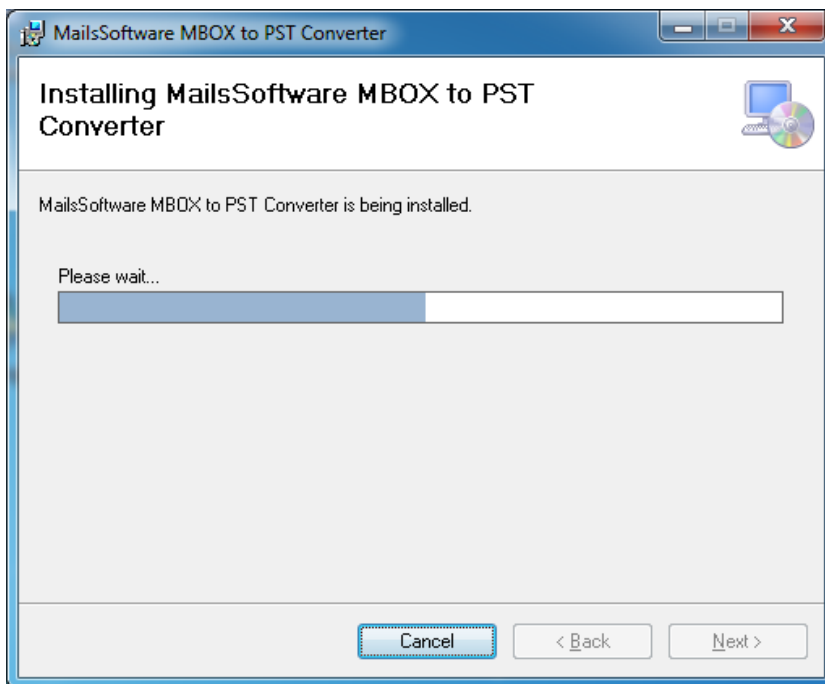 MailsSoftware MBOX to PST Converter
Installing MailsSoftware MBOX to PST
Converter
MailsSoftware MBOX to PST Converter is being installed.
Please wait...
Cancel
< Back
Next >